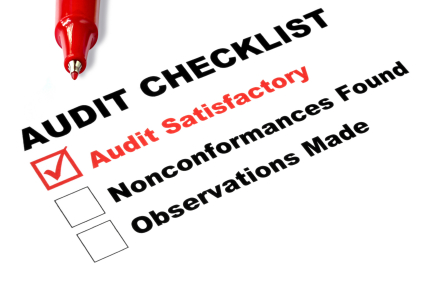 AUDIT CHECKLIST
Audit Satisfactory
Nonconformances Found
Observations Made